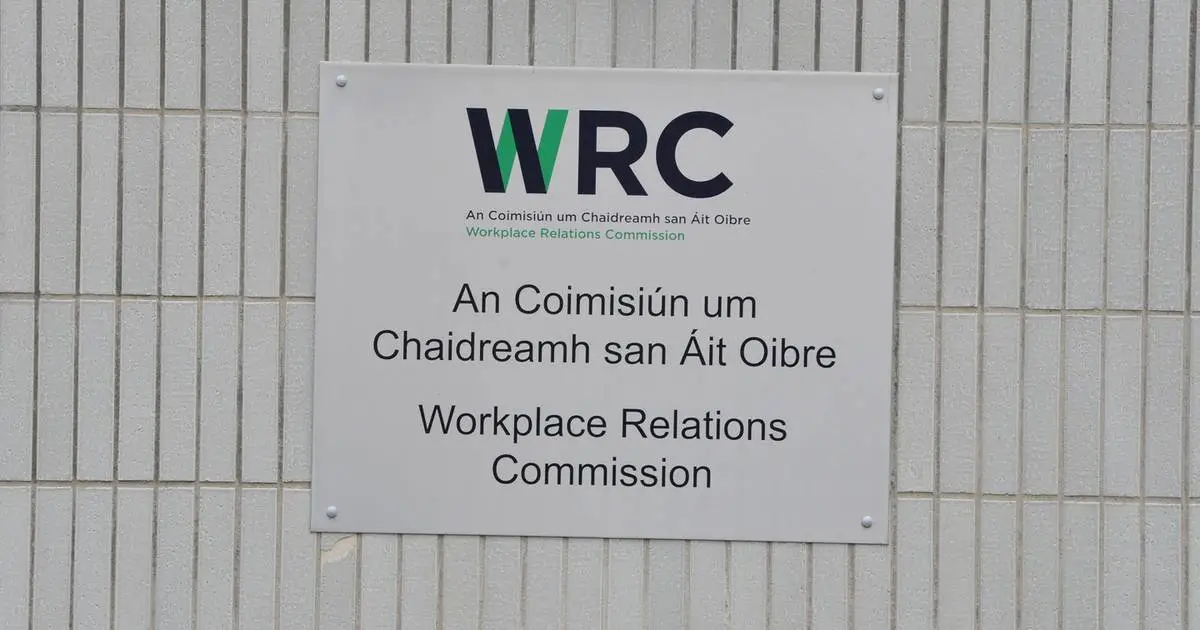 WRC
An Coimisiún um Chaidreamh san Áit Oibre
Workplace Relations Commission
An Coimisiún um
Chaidreamh san Áit Oibre
Workplace Relations
Commission